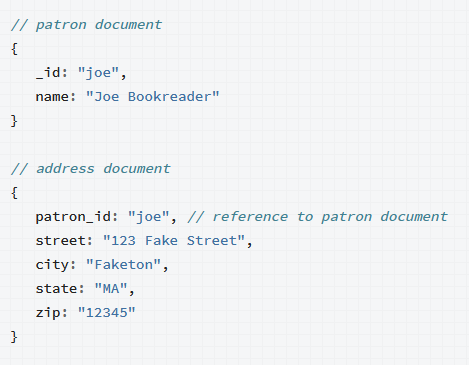 // patron document
{
   _id: "joe",
   name: "Joe Bookreader"
}

// address document
{
   patron_id: "joe", // reference to patron document
   street: "123 Fake Street",
   city: "Faketon",
   state: "MA",
   zip: "12345"
}